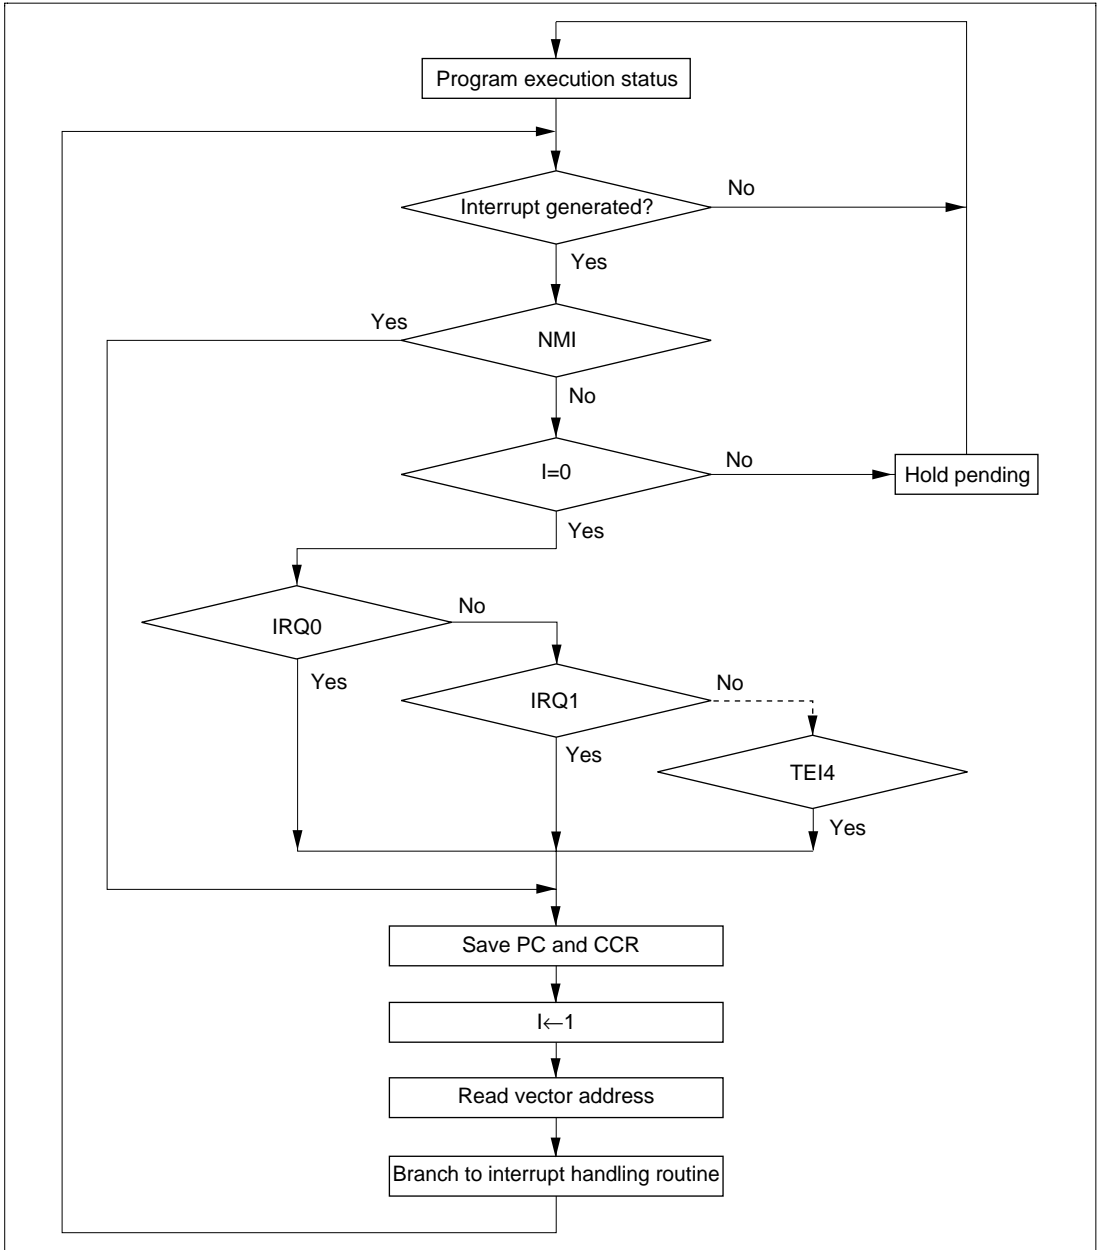 Program execution status
No
Interrupt generated?
Yes
Yes
NMI
No
No
I=0
Hold pending
Yes
No
IRQ0
Yes
No
IRQ1
Yes
TEI4
Yes
Save PC and CCR
I←1
Read vector address
Branch to interrupt handling routine